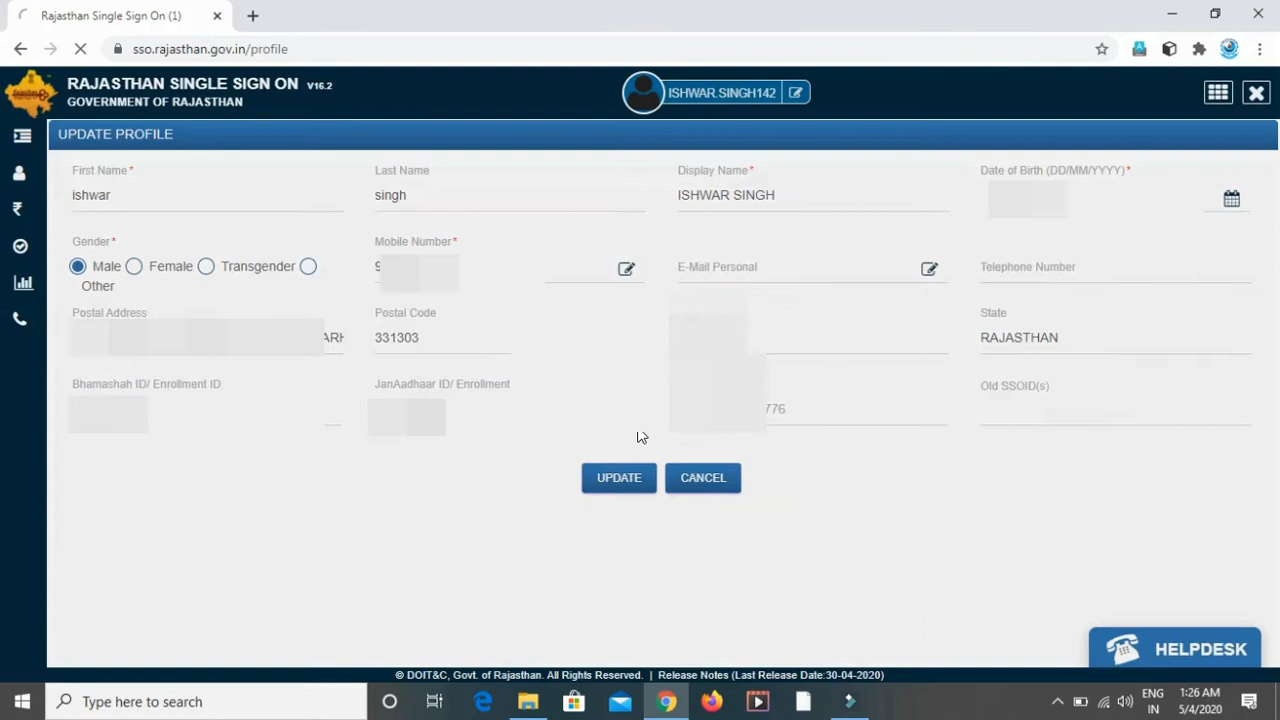 Rajasthan Single Sign On (1)
sso.rajasthan.gov.in/profile
RAJASTHAN SINGLE SIGN ON V16.2
GOVERNMENT OF RAJASTHAN
ISHWAR.SINGH142
UPDATE PROFILE
First Name*
Last Name
Display Name*
Date of Birth (DD/MM/YYYY)*
ishwar
singh
ISHWAR SINGH
Gender*
Mobile Number*
Male
Female
Transgender
Other
9
E-Mail Personal
Telephone Number
Postal Address
Postal Code
State
331303
RAJASTHAN
Bhamashah ID/ Enrollment ID
JanAadhaar ID/ Enrollment
Old SSOID(s)
776
UPDATE
CANCEL
HELPDESK
© DOIT&C, Govt. of Rajasthan. All Rights Reserved. | Release Notes (Last Release Date:30-04-2020)
Type here to search
ENG
IN
1:26 AM
5/4/2020